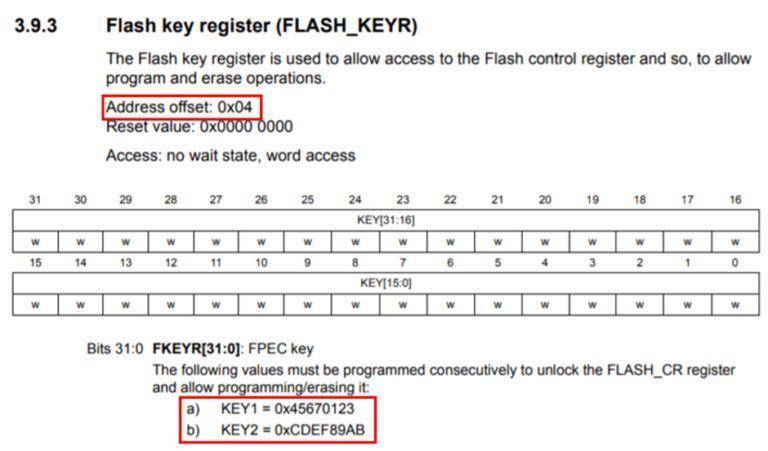 3.9.3 Flash key register (FLASH_KEYR)
The Flash key register is used to allow access to the Flash control register and so, to allow
program and erase operations.
Address offset: 0x04
Reset value: 0x0000 0000
Access: no wait state, word access
31 30 29 28 27 26 25 24 23 22 21 20 19 18 17 16
KEY[31:16]
w w w w w w w w w w w w w w w w
15 14 13 12 11 10 9 8 7 6 5 4 3 2 1 0
KEY[15:0]
w w w w w w w w w w w w w w w w
Bits 31:0 FKEYR[31:0]: FPEC key
The following values must be programmed consecutively to unlock the FLASH_CR register
and allow programming/erasing it:
a) KEY1 = 0x45670123
b) KEY2 = 0xCDEF89AB